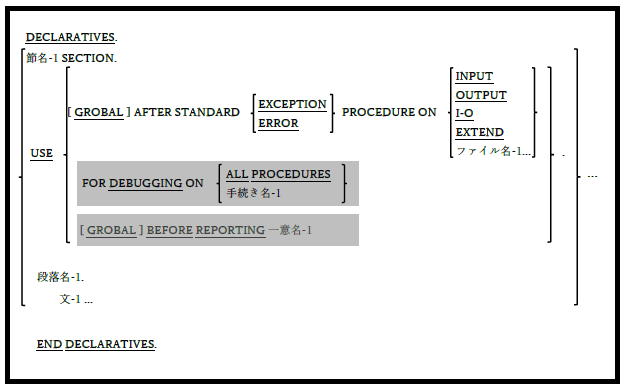 DECLARATIVES.
節名-1 SECTION.
INPUT
OUTPUT
[ GROBAL ] AFTER STANDARD EXCEPTION PROCEDURE ON I-O
ERROR
EXTEND
ファイル名-1...
USE .
...
FOR DEBUGGING ON ALL PROCEDURES
手続き名-1
[ GROBAL ] BEFORE REPORTING 一意名-1
段落名-1.
文-1 ...
END DECLARATIVES.